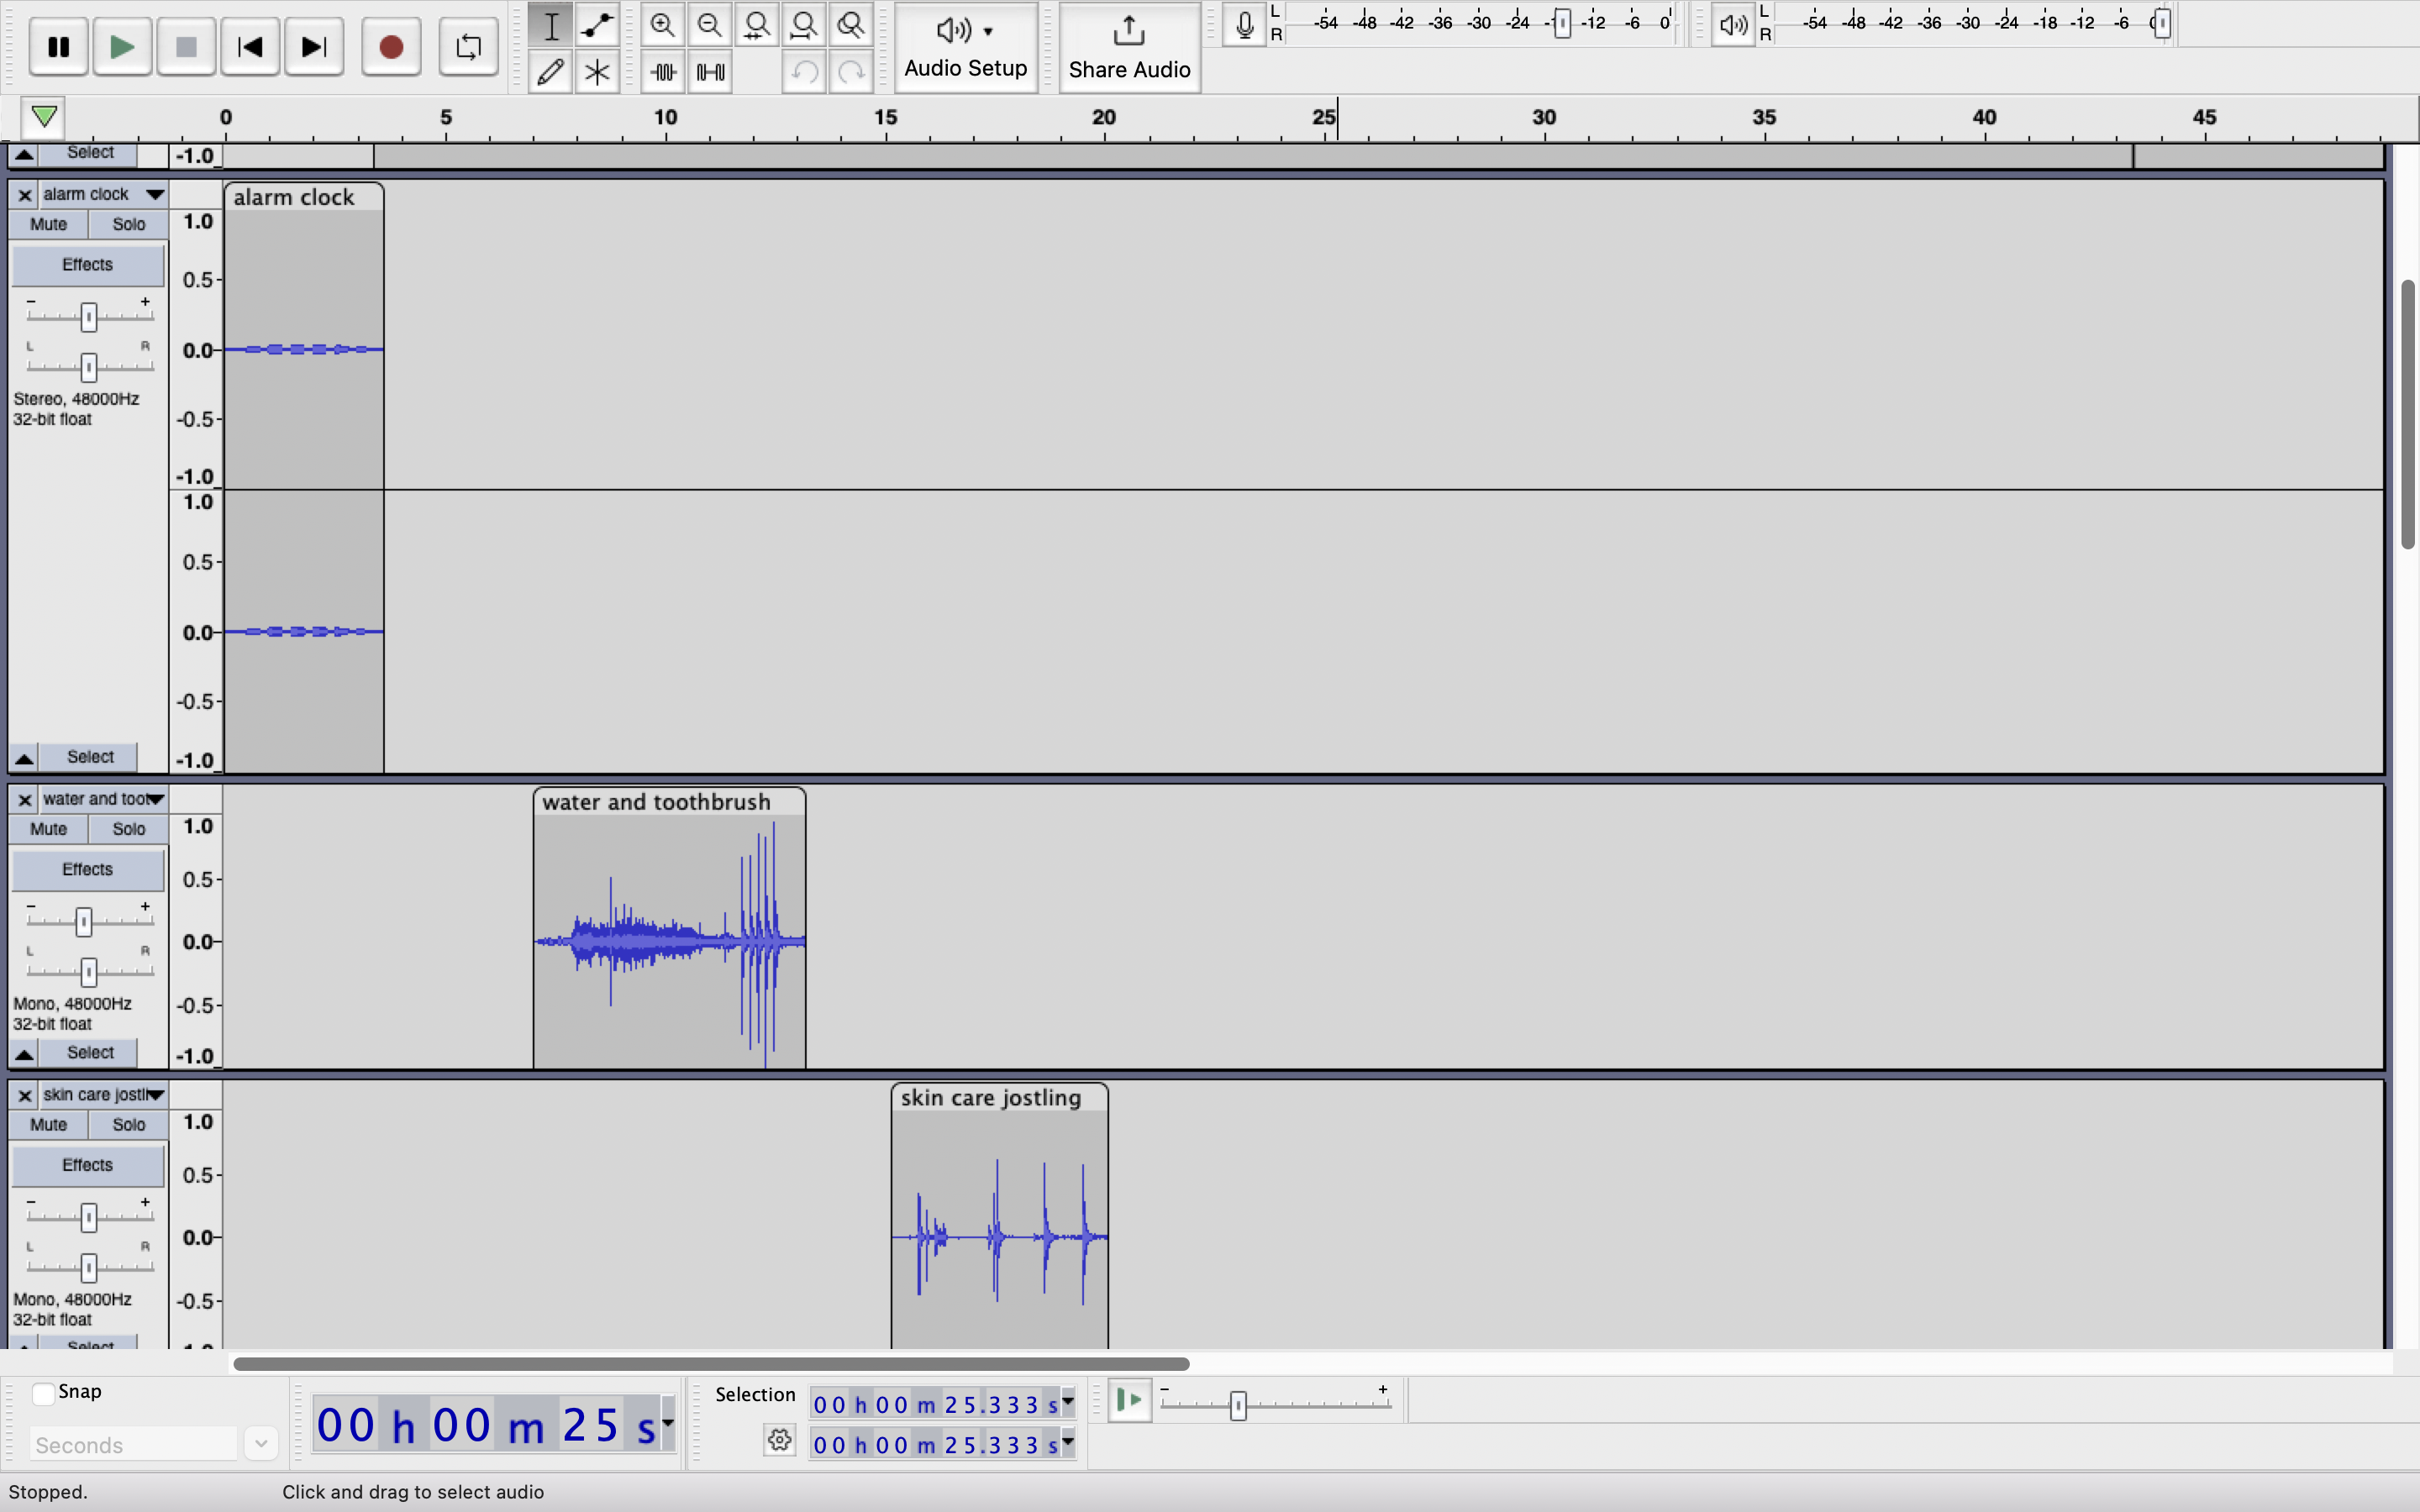 Audio Setup
Share Audio
L
R
-54 -48 -42 -36 -30 -24 -12 -6 0
L
R
-54 -48 -42 -36 -30 -24 -18 -12 -6
0 5 10 15 20 25 30 35 40 45
Select
-1.0
alarm clock
alarm clock
Mute Solo
Effects
- +
L R
Stereo, 48000Hz
32-bit float
Select
1.0
0.5
0.0
-0.5
-1.0
1.0
0.5
0.0
-0.5
-1.0
water and toot
water and toothbrush
Mute Solo
Effects
- +
L R
Mono, 48000Hz
32-bit float
Select
1.0
0.5
0.0
-0.5
-1.0
skin care jostli
skin care jostling
Mute Solo
Effects
- +
L R
Mono, 48000Hz
32-bit float
Select
1.0
0.5
0.0
-0.5
Snap
Seconds
00 h 00 m 25 s
Selection
00 h 00 m 25.333 s
00 h 00 m 25.333 s
- +
Stopped.
Click and drag to select audio